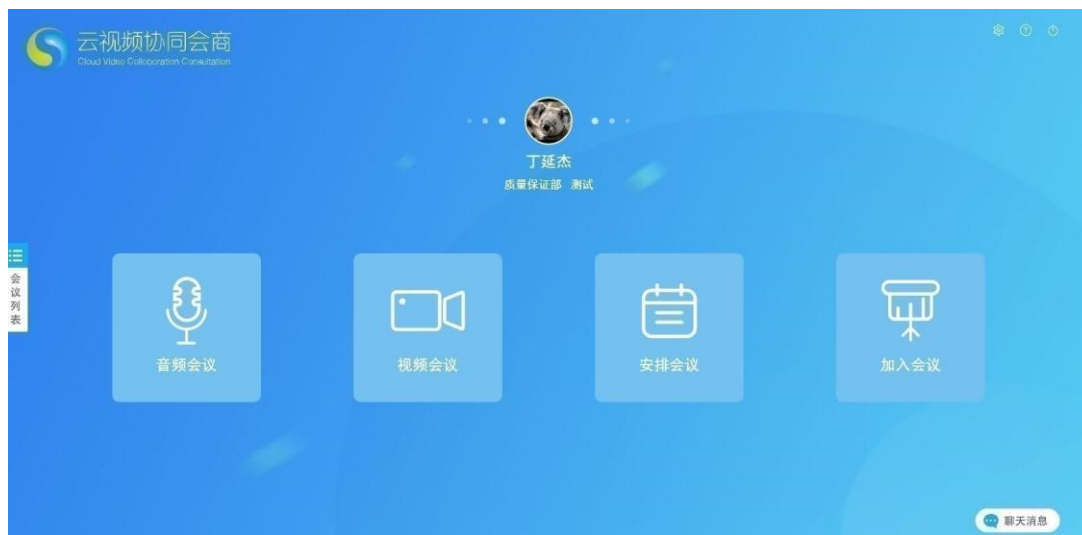 云视频协同会商
Cloud Video Collaboration Consultation
丁延杰
质量保证部 测试
会议列表
音频会议
视频会议
安排会议
加入会议
聊天消息